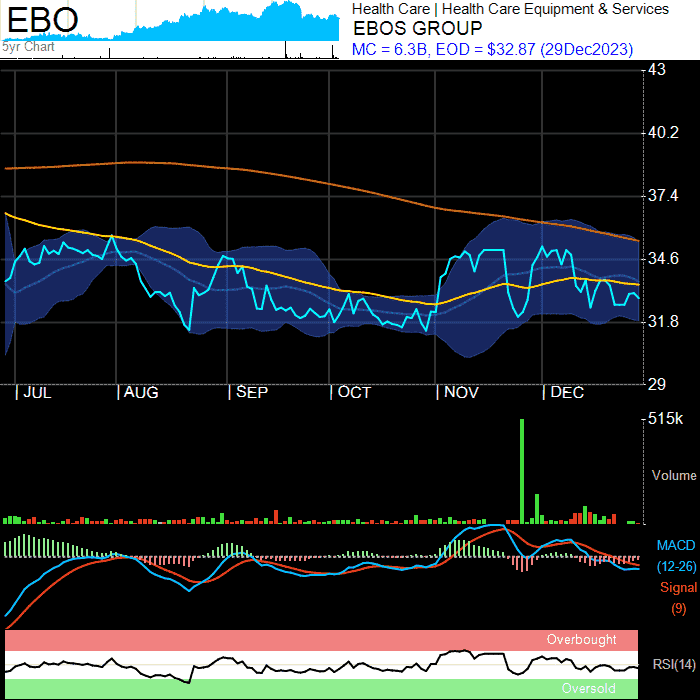 EBO
5yr Chart
Health Care | Health Care Equipment & Services
EBOS GROUP
MC = 6.3B, EOD = $32.87 (29Dec2023)
43
40.2
37.4
34.6
31.8
29
JUL
AUG
SEP
OCT
NOV
DEC
515k
Volume
MACD
(12-26)
Signal
(9)
Overbought
RSI(14)
Oversold